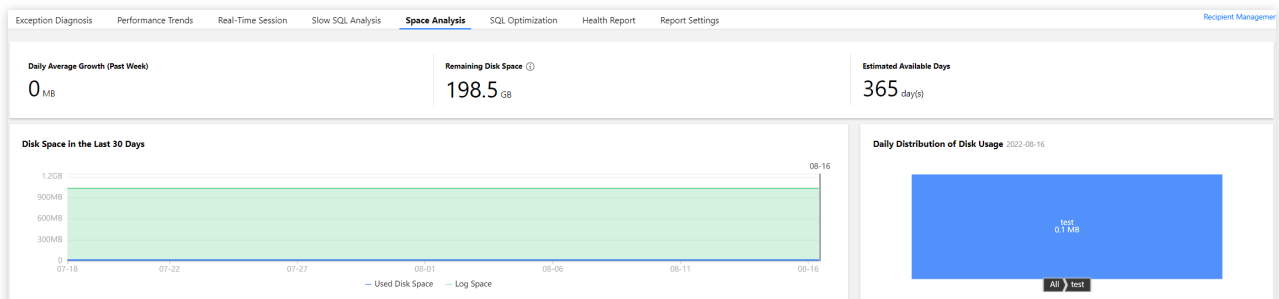 Exception Diagnosis Performance Trends Real-Time Session Slow SQL Analysis Space Analysis SQL Optimization Health Report Report Settings Recipient Managemer
Daily Average Growth (Past Week)
0 MB
Remaining Disk Space
198.5 GB
Estimated Available Days
365 day(s)
Disk Space in the Last 30 Days
08-16
1.2GB
900MB
600MB
300MB
0
07-18 07-22 07-27 08-01 08-06 08-11 08-16
Used Disk Space Log Space
Daily Distribution of Disk Usage 2022-08-16
test
0.1 MB
All test